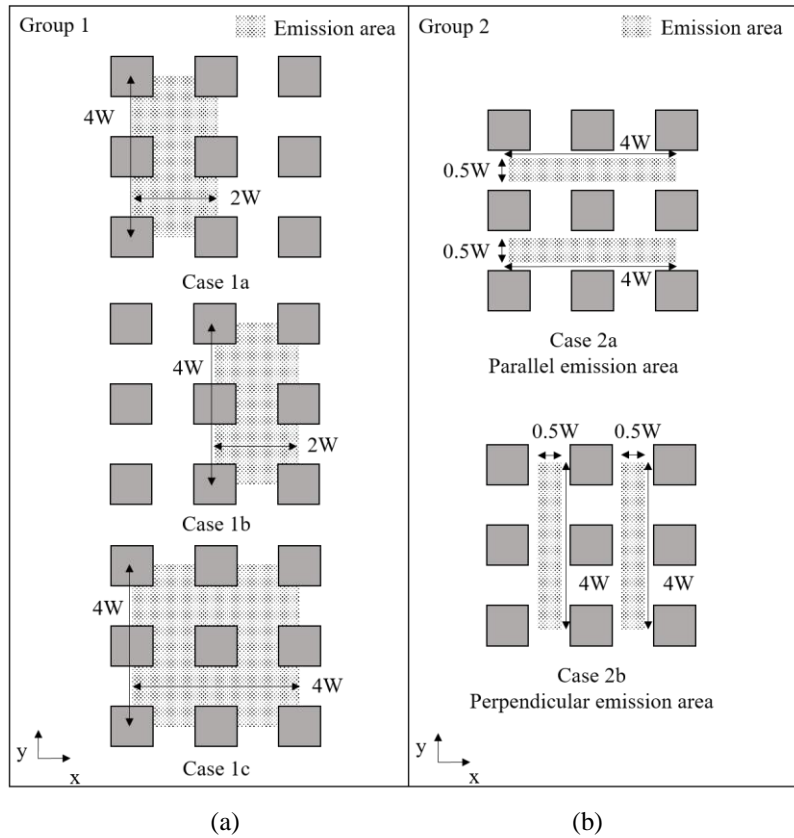 Group 1
Emission area
4W
2W
Case 1a
4W
2W
Case 1b
4W
4W
Case 1c
y
x
(a)
Group 2
Emission area
4W
0.5W
0.5W
4W
Case 2a
Parallel emission area
0.5W 0.5W
4W 4W
Case 2b
Perpendicular emission area
y
x
(b)